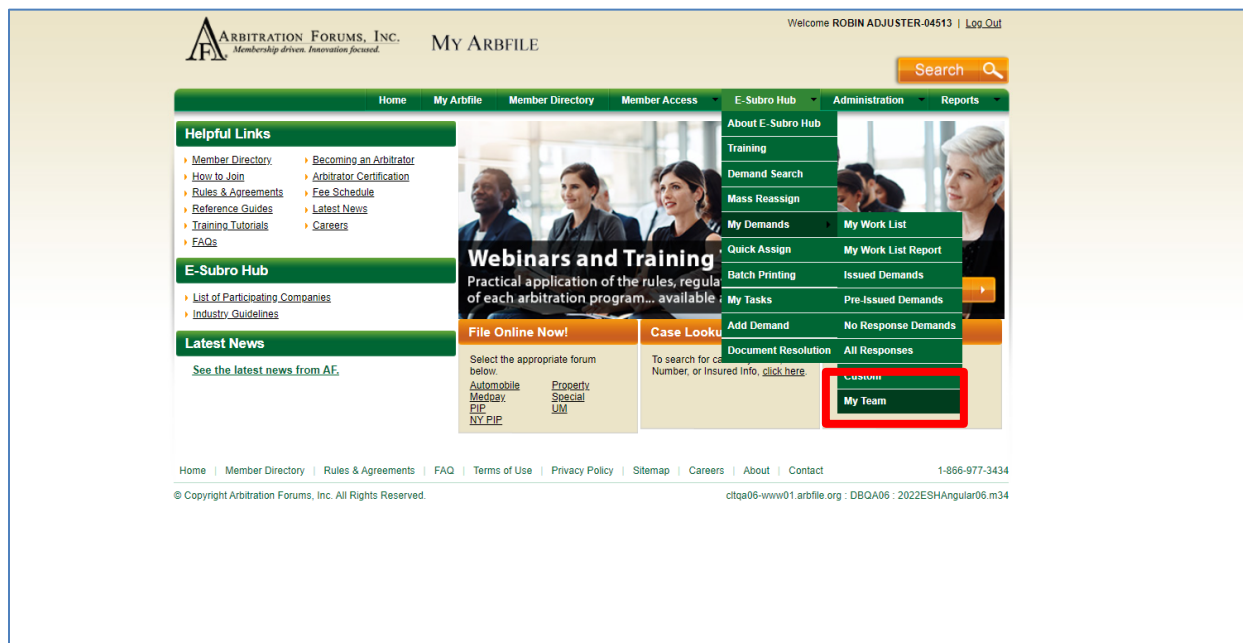 Welcome ROBIN ADJUSTER-04513 | Log Out
ARBITRATION FORUMS, INC.
Membership driven. Innovation focused.
MY ARBFILE
Search
Home My Arbfile Member Directory Member Access E-Subro Hub Administration Reports
Helpful Links
Member Directory
How to Join
Rules & Agreements
Reference Guides
Training Tutorials
FAQs
Becoming an Arbitrator
Arbitrator Certification
Fee Schedule
Latest News
Careers
E-Subro Hub
List of Participating Companies
Industry Guidelines
Latest News
See the latest news from AF.
Webinars and Training
Practical application of the rules, regula
of each arbitration program... available
About E-Subro Hub
Training
Demand Search
Mass Reassign
My Demands
Quick Assign
Batch Printing
My Tasks
Add Demand
Document Resolution
My Work List
My Work List Report
Issued Demands
Pre-Issued Demands
No Response Demands
All Responses
Custom
My Team
File Online Now!
Select the appropriate forum
below.
Automobile Property
Medpay Special
PIP UM
NY PIP
Case Looku
To search for ca
Number, or Insured Info, click here.
Home | Member Directory | Rules & Agreements | FAQ | Terms of Use | Privacy Policy | Sitemap | Careers | About | Contact 1-866-977-3434
© Copyright Arbitration Forums, Inc. All Rights Reserved. cltqa06-www01.arbfile.org : DBQA06 : 2022ESHAngular06.m34